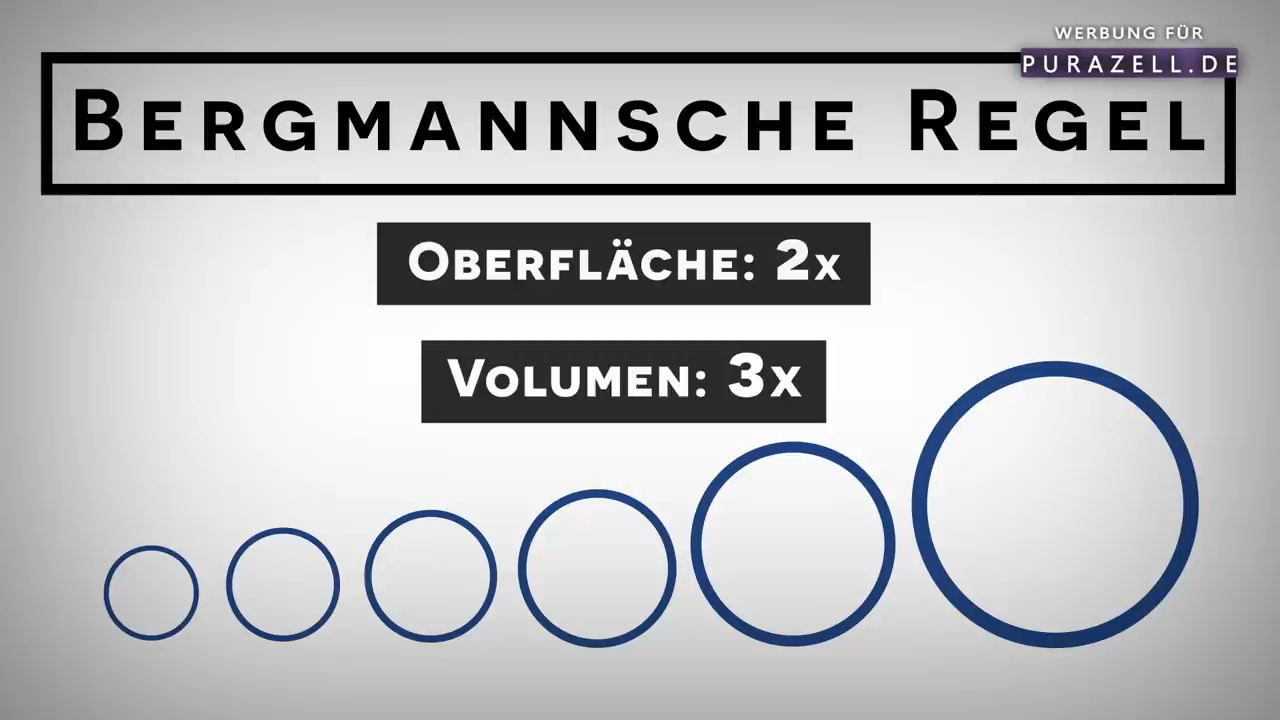 WERBUNG FÜR
PURAZELL.DE
BERGMANNSCHE REGEL
OBERFLÄCHE: 2X
VOLUMEN: 3X